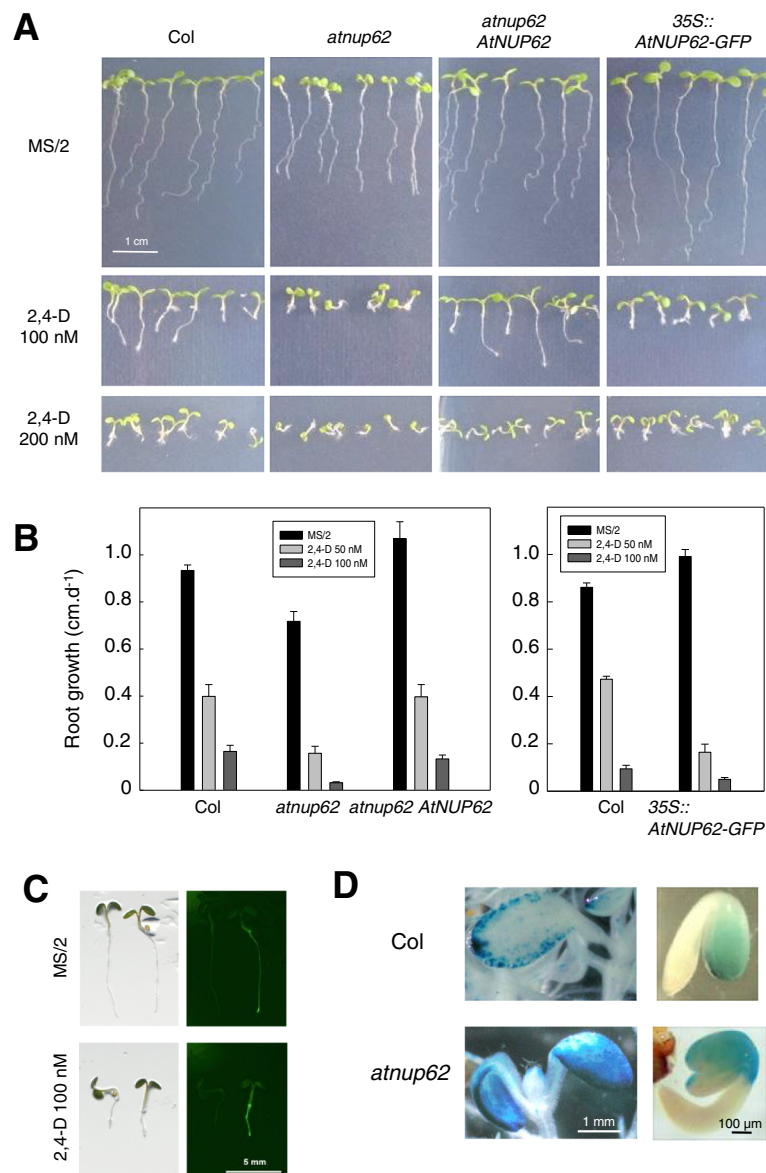 A
Col
atnup62
atnup62
AtNUP62
35S::
AtNUP62-GFP
MS/2
1 cm
2,4-D
100 nM
2,4-D
200 nM
B
Root growth (cm.d-1)
1.0
0.8
0.6
0.4
0.2
0
MS/2
2,4-D 50 nM
2,4-D 100 nM
Col
atnup62
atnup62 AtNUP62
1.0
0.8
0.6
0.4
0.2
0
MS/2
2,4-D 50 nM
2,4-D 100 nM
Col
35S::
AtNUP62-GFP
C
MS/2
2,4-D 100 nM
5 mm
D
Col
atnup62
1 mm
100 µm